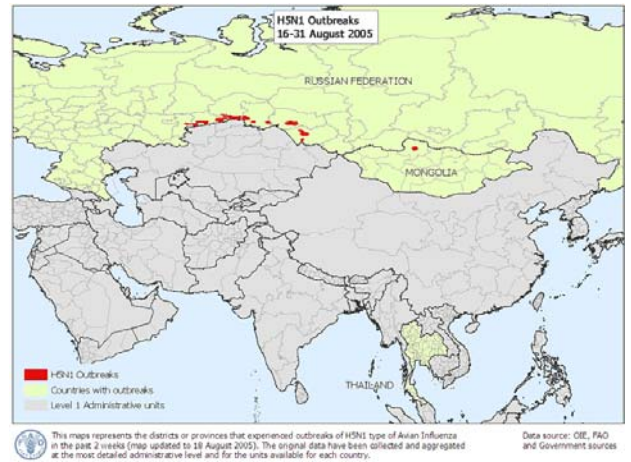 H5N1 Outbreaks
16-31 August 2005
RUSSIAN FEDERATION
MONGOLIA
THAILAND
H5N1 Outbreaks
Countries with outbreaks
Level 1 Administrative units
This maps represents the districts or provinces that experienced outbreaks of H5N1 type of Avian Influenza
in the past 2 weeks (map updated to 18 August 2005). The original data have been collected and aggregated
at the most detailed administrative level and for the units available for each country.
Data source: OIE, FAO
and Government sources